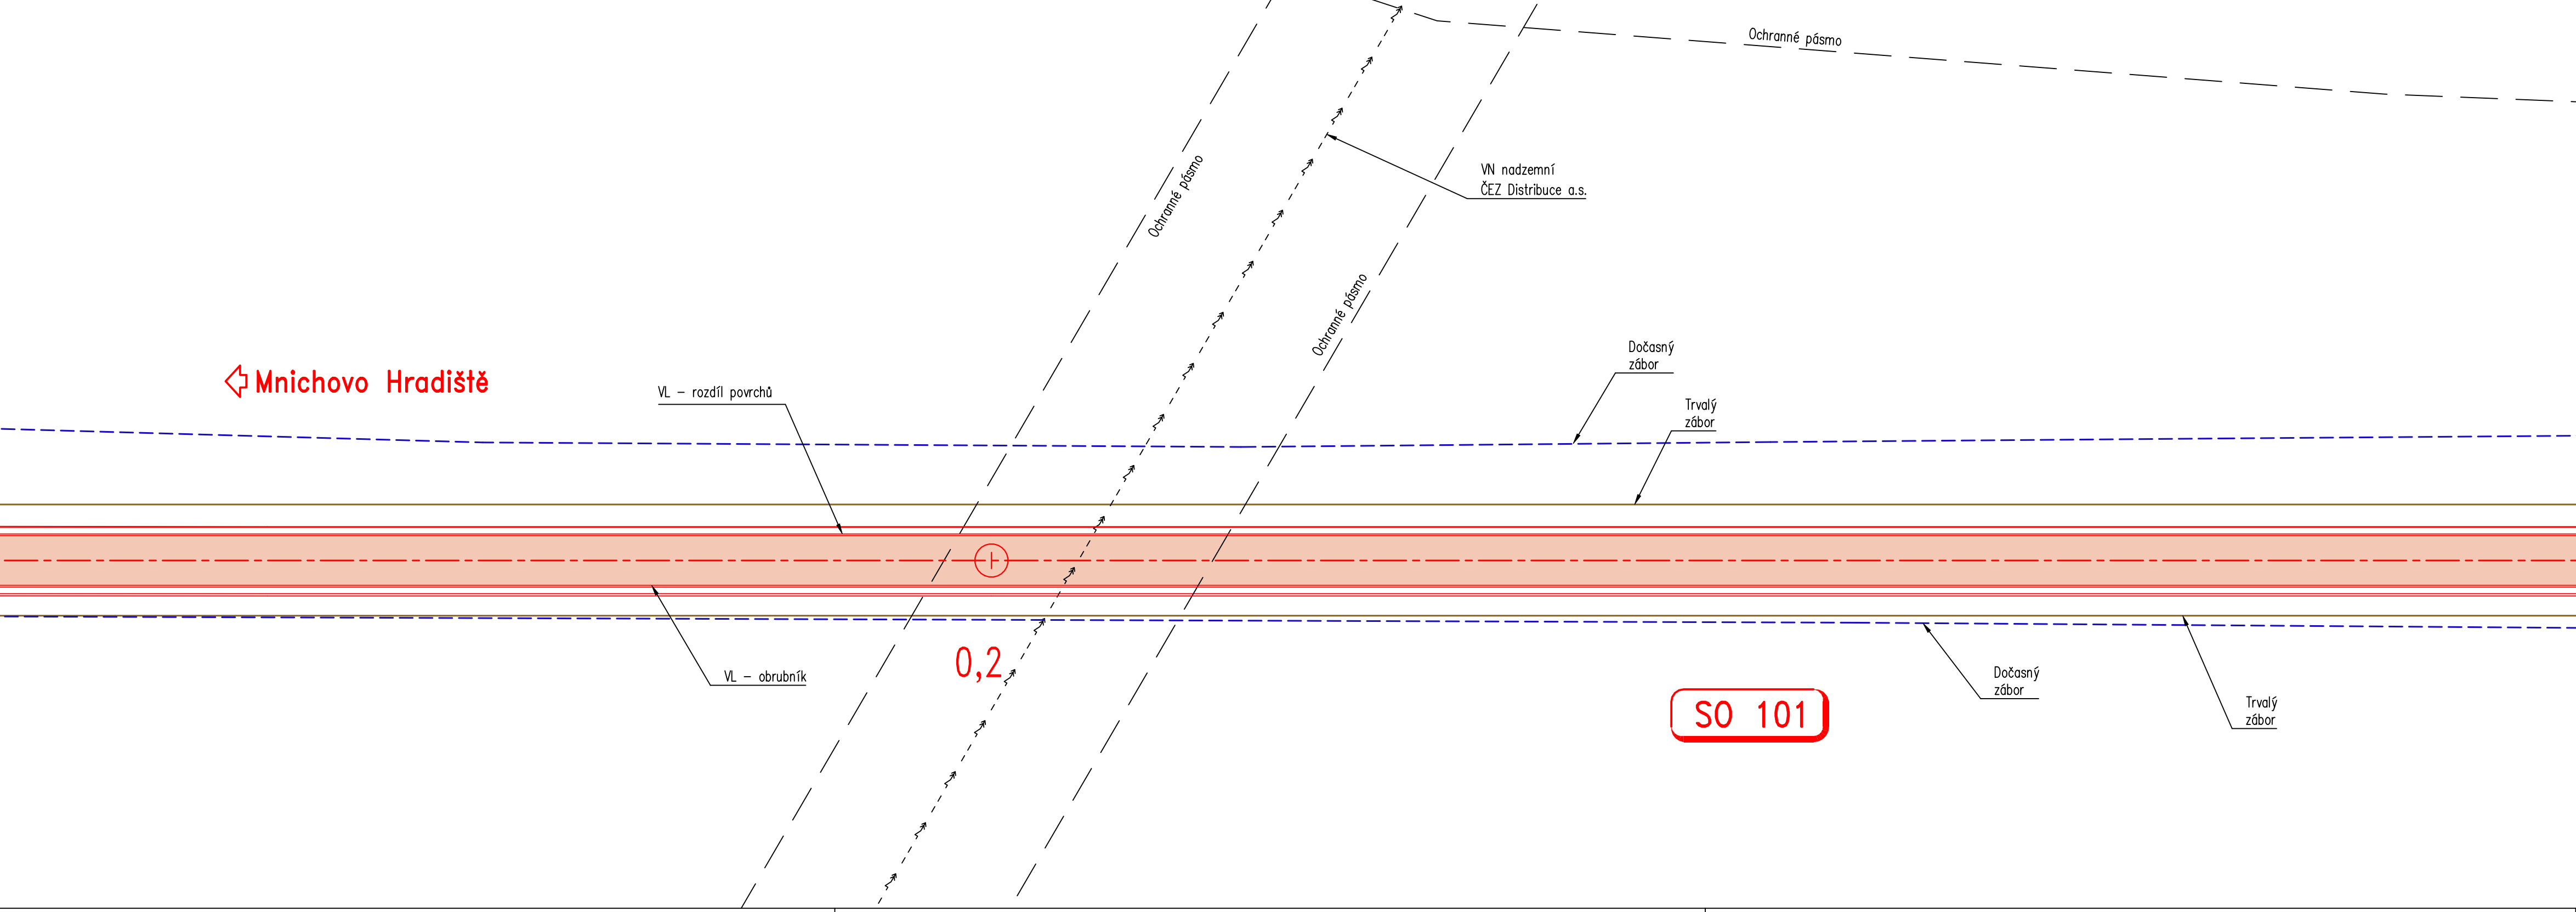 Ochranné pásmo
Ochranné pásmo
VN nadzemní
ČEZ Distribuce a.s.
Ochranné pásmo
Dočasný
zábor
Mnichovo Hradiště
VL – rozdíl povrchů
Trvalý
zábor
0,2
VL – obrubník
Dočasný
zábor
SO 101
Trvalý
zábor